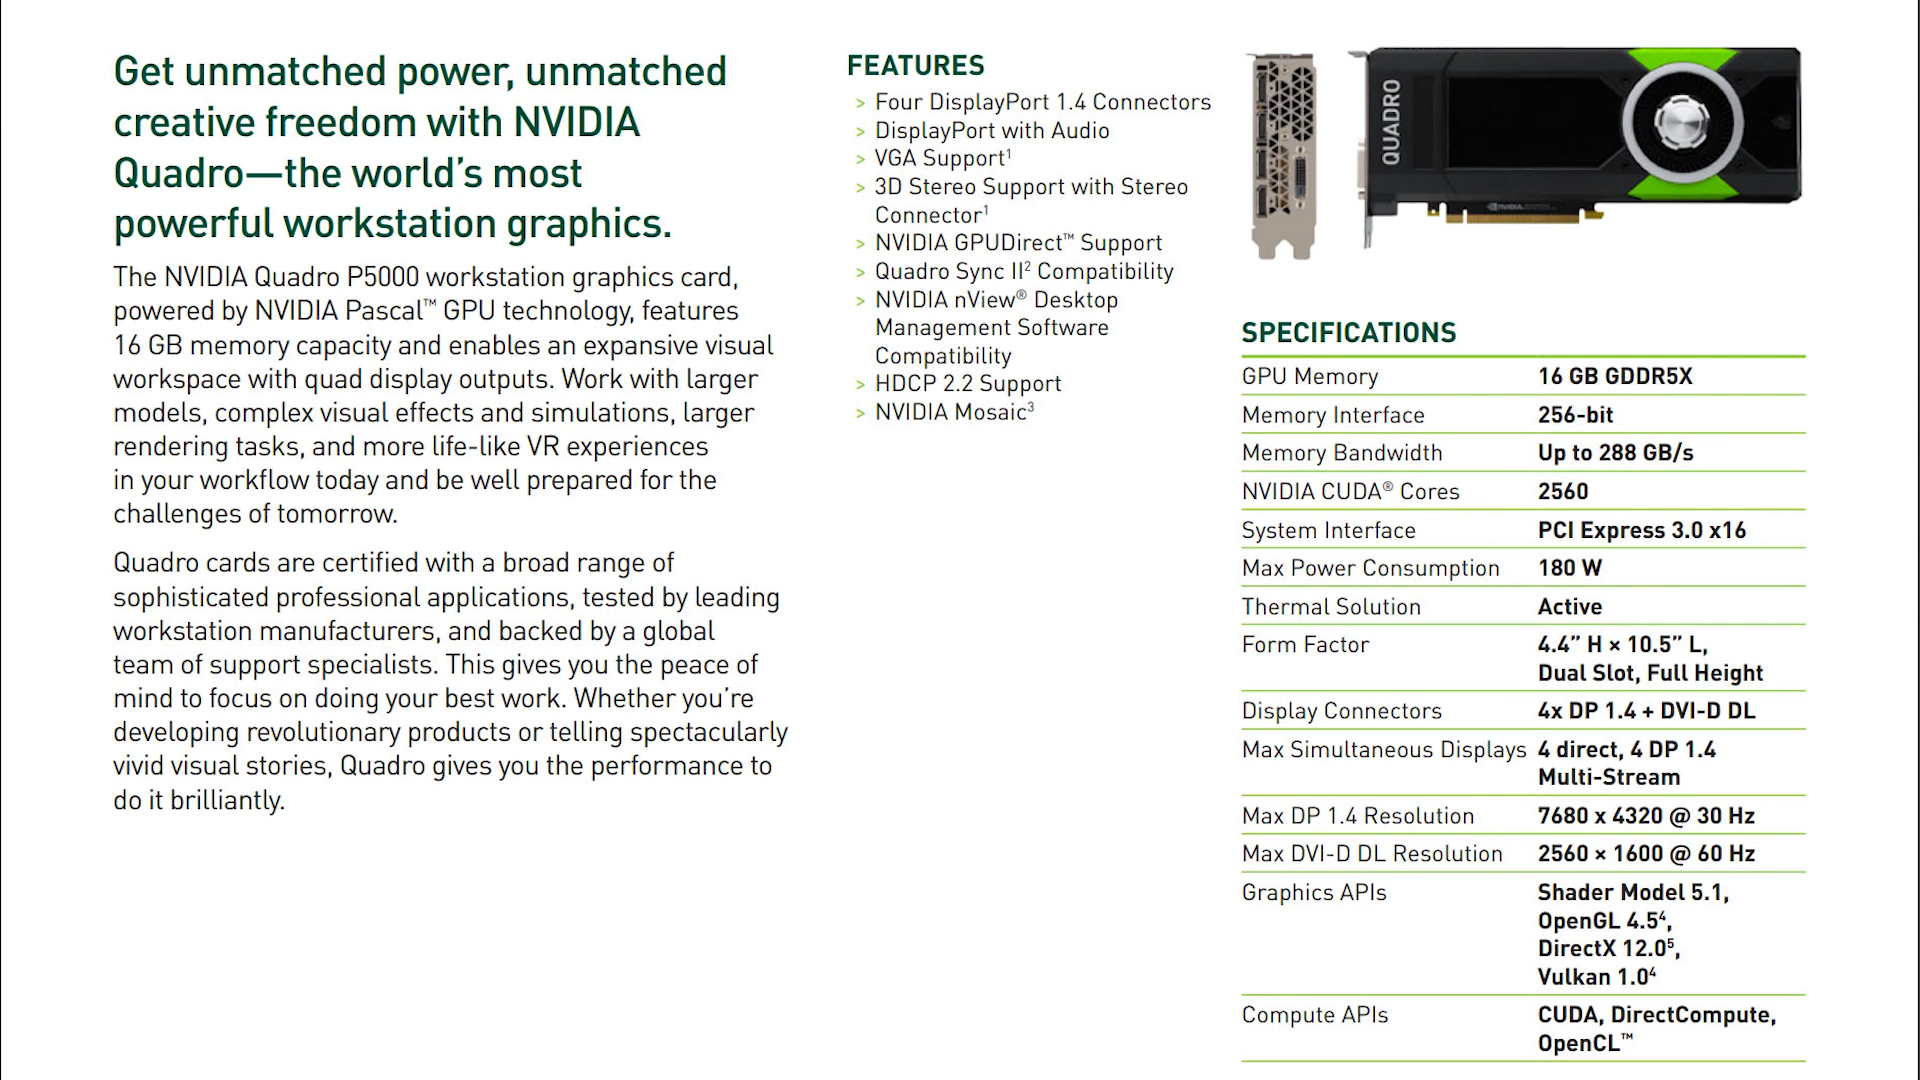 Get unmatched power, unmatched
creative freedom with NVIDIA
Quadro—the world’s most
powerful workstation graphics.
The NVIDIA Quadro P5000 workstation graphics card,
powered by NVIDIA Pascal™ GPU technology, features
16 GB memory capacity and enables an expansive visual
workspace with quad display outputs. Work with larger
models, complex visual effects and simulations, larger
rendering tasks, and more life-like VR experiences
in your workflow today and be well prepared for the
challenges of tomorrow.
Quadro cards are certified with a broad range of
sophisticated professional applications, tested by leading
workstation manufacturers, and backed by a global
team of support specialists. This gives you the peace of
mind to focus on doing your best work. Whether you’re
developing revolutionary products or telling spectacularly
vivid visual stories, Quadro gives you the performance to
do it brilliantly.
FEATURES
> Four DisplayPort 1.4 Connectors
> DisplayPort with Audio
> VGA Support¹
> 3D Stereo Support with Stereo
Connector¹
> NVIDIA GPUDirect™ Support
> Quadro Sync II² Compatibility
> NVIDIA nView® Desktop
Management Software
Compatibility
> HDCP 2.2 Support
> NVIDIA Mosaic³
QUADRO
NVIDIA
SPECIFICATIONS
GPU Memory 16 GB GDDR5X
Memory Interface 256-bit
Memory Bandwidth Up to 288 GB/s
NVIDIA CUDA® Cores 2560
System Interface PCI Express 3.0 x16
Max Power Consumption 180 W
Thermal Solution Active
Form Factor 4.4” H × 10.5” L,
Dual Slot, Full Height
Display Connectors 4x DP 1.4 + DVI-D DL
Max Simultaneous Displays 4 direct, 4 DP 1.4
Multi-Stream
Max DP 1.4 Resolution 7680 x 4320 @ 30 Hz
Max DVI-D DL Resolution 2560 × 1600 @ 60 Hz
Graphics APIs Shader Model 5.1,
OpenGL 4.5⁴,
DirectX 12.0⁵,
Vulkan 1.0⁴
Compute APIs CUDA, DirectCompute,
OpenCL™